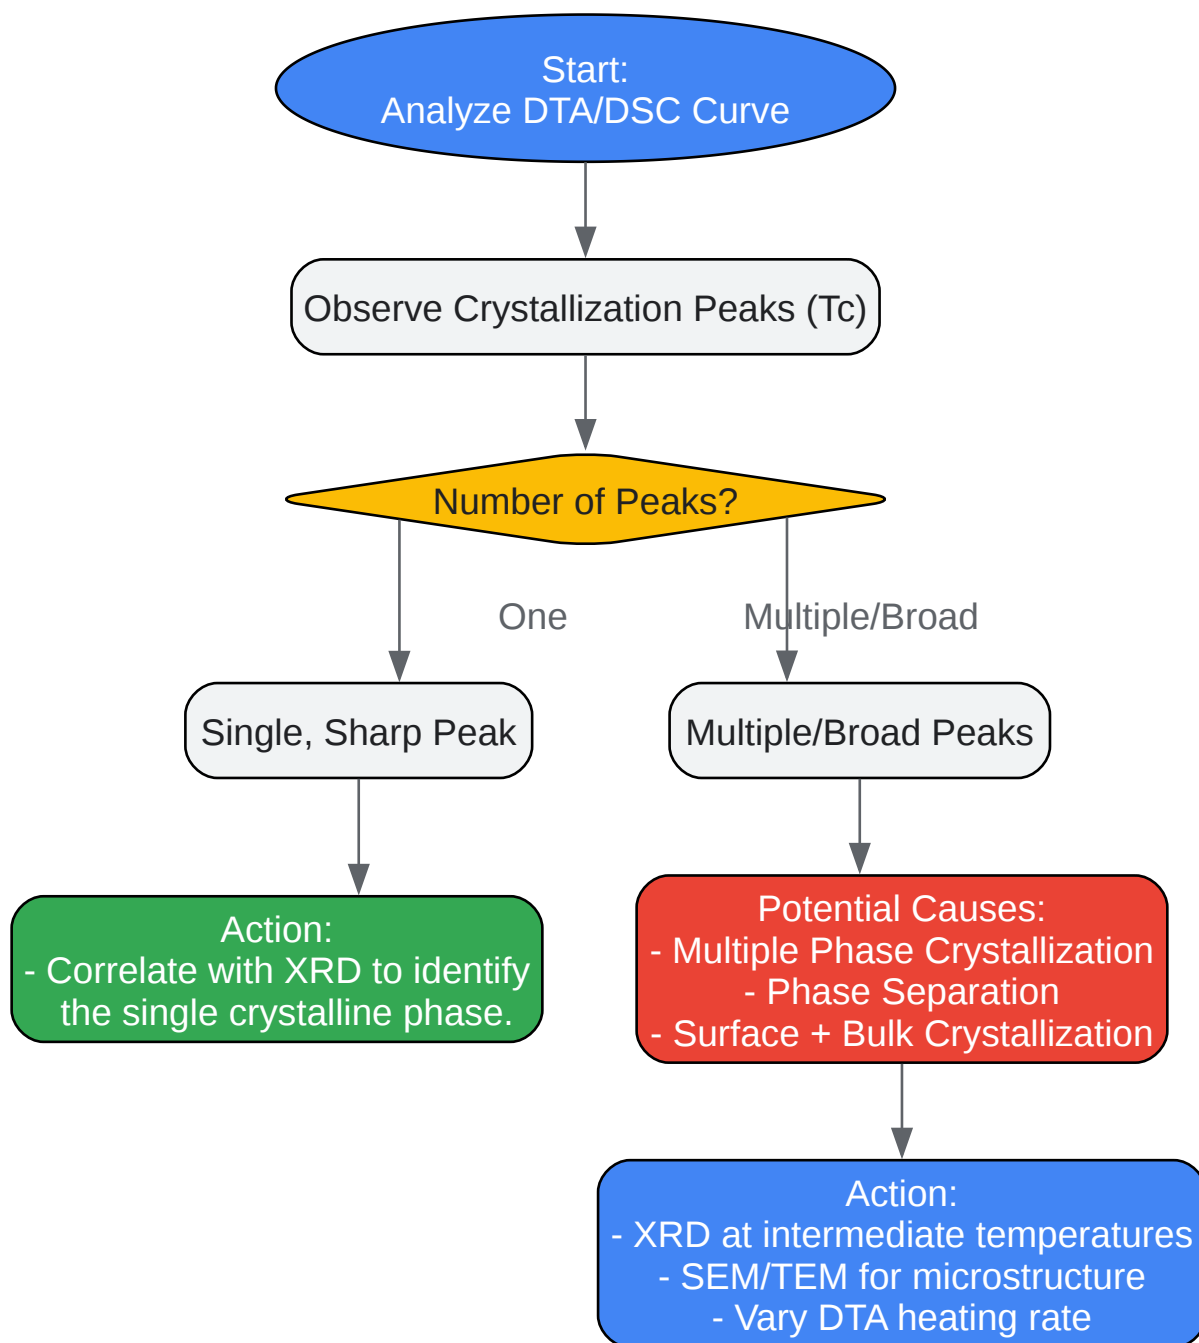 Start:
Analyze DTA/DSC Curve
Observe Crystallization Peaks (Tc)
Number of Peaks?
One
Multiple/Broad
Single, Sharp Peak
Multiple/Broad Peaks
Action:
- Correlate with XRD to identify
the single crystalline phase.
Potential Causes:
- Multiple Phase Crystallization
- Phase Separation
- Surface + Bulk Crystallization
Action:
- XRD at intermediate temperatures
- SEM/TEM for microstructure
- Vary DTA heating rate